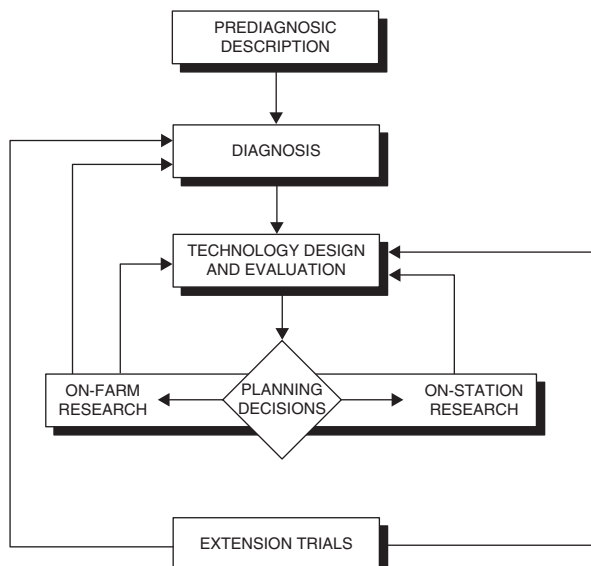 PREDIAGNOSIC
DESCRIPTION
DIAGNOSIS
TECHNOLOGY DESIGN
AND EVALUATION
ON-FARM
RESEARCH
PLANNING
DECISIONS
ON-STATION
RESEARCH
EXTENSION TRIALS